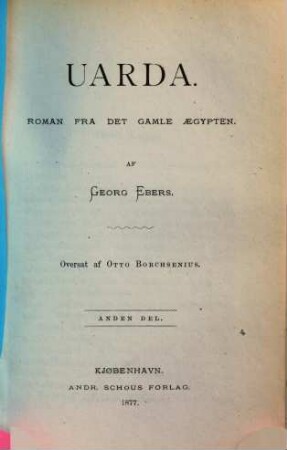 UARDA.
ROMAN FRA DET GAMLE ÆGYPTEN.
AF
GEORG EBERS.
Oversat af OTTO BORCHSENIUS.
ANDEN DEL.
KJØBENHAVN.
ANDR. SCHOUS FORLAG.
1877.